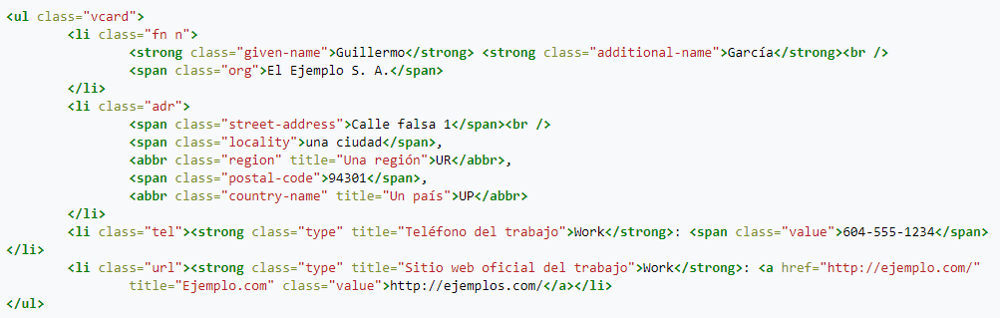 <ul class="vcard">
<li class="fn n">
<strong class="given-name">Guillermo</strong> <strong class="additional-name">García</strong><br />
<span class="org">El Ejemplo S. A.</span>
</li>
<li class="adr">
<span class="street-address">Calle falsa 1</span><br />
<span class="locality">una ciudad</span>,
<abbr class="region" title="Una región">UR</abbr>,
<span class="postal-code">94301</span>,
<abbr class="country-name" title="Un país">UP</abbr>
</li>
<li class="tel"><strong class="type" title="Teléfono del trabajo">Work</strong>: <span class="value">604-555-1234</span>
</li>
<li class="url"><strong class="type" title="Sitio web oficial del trabajo">Work</strong>: <a href="http://ejemplo.com/"
title="Ejemplo.com" class="value">http://ejemplos.com/</a></li>
</ul>